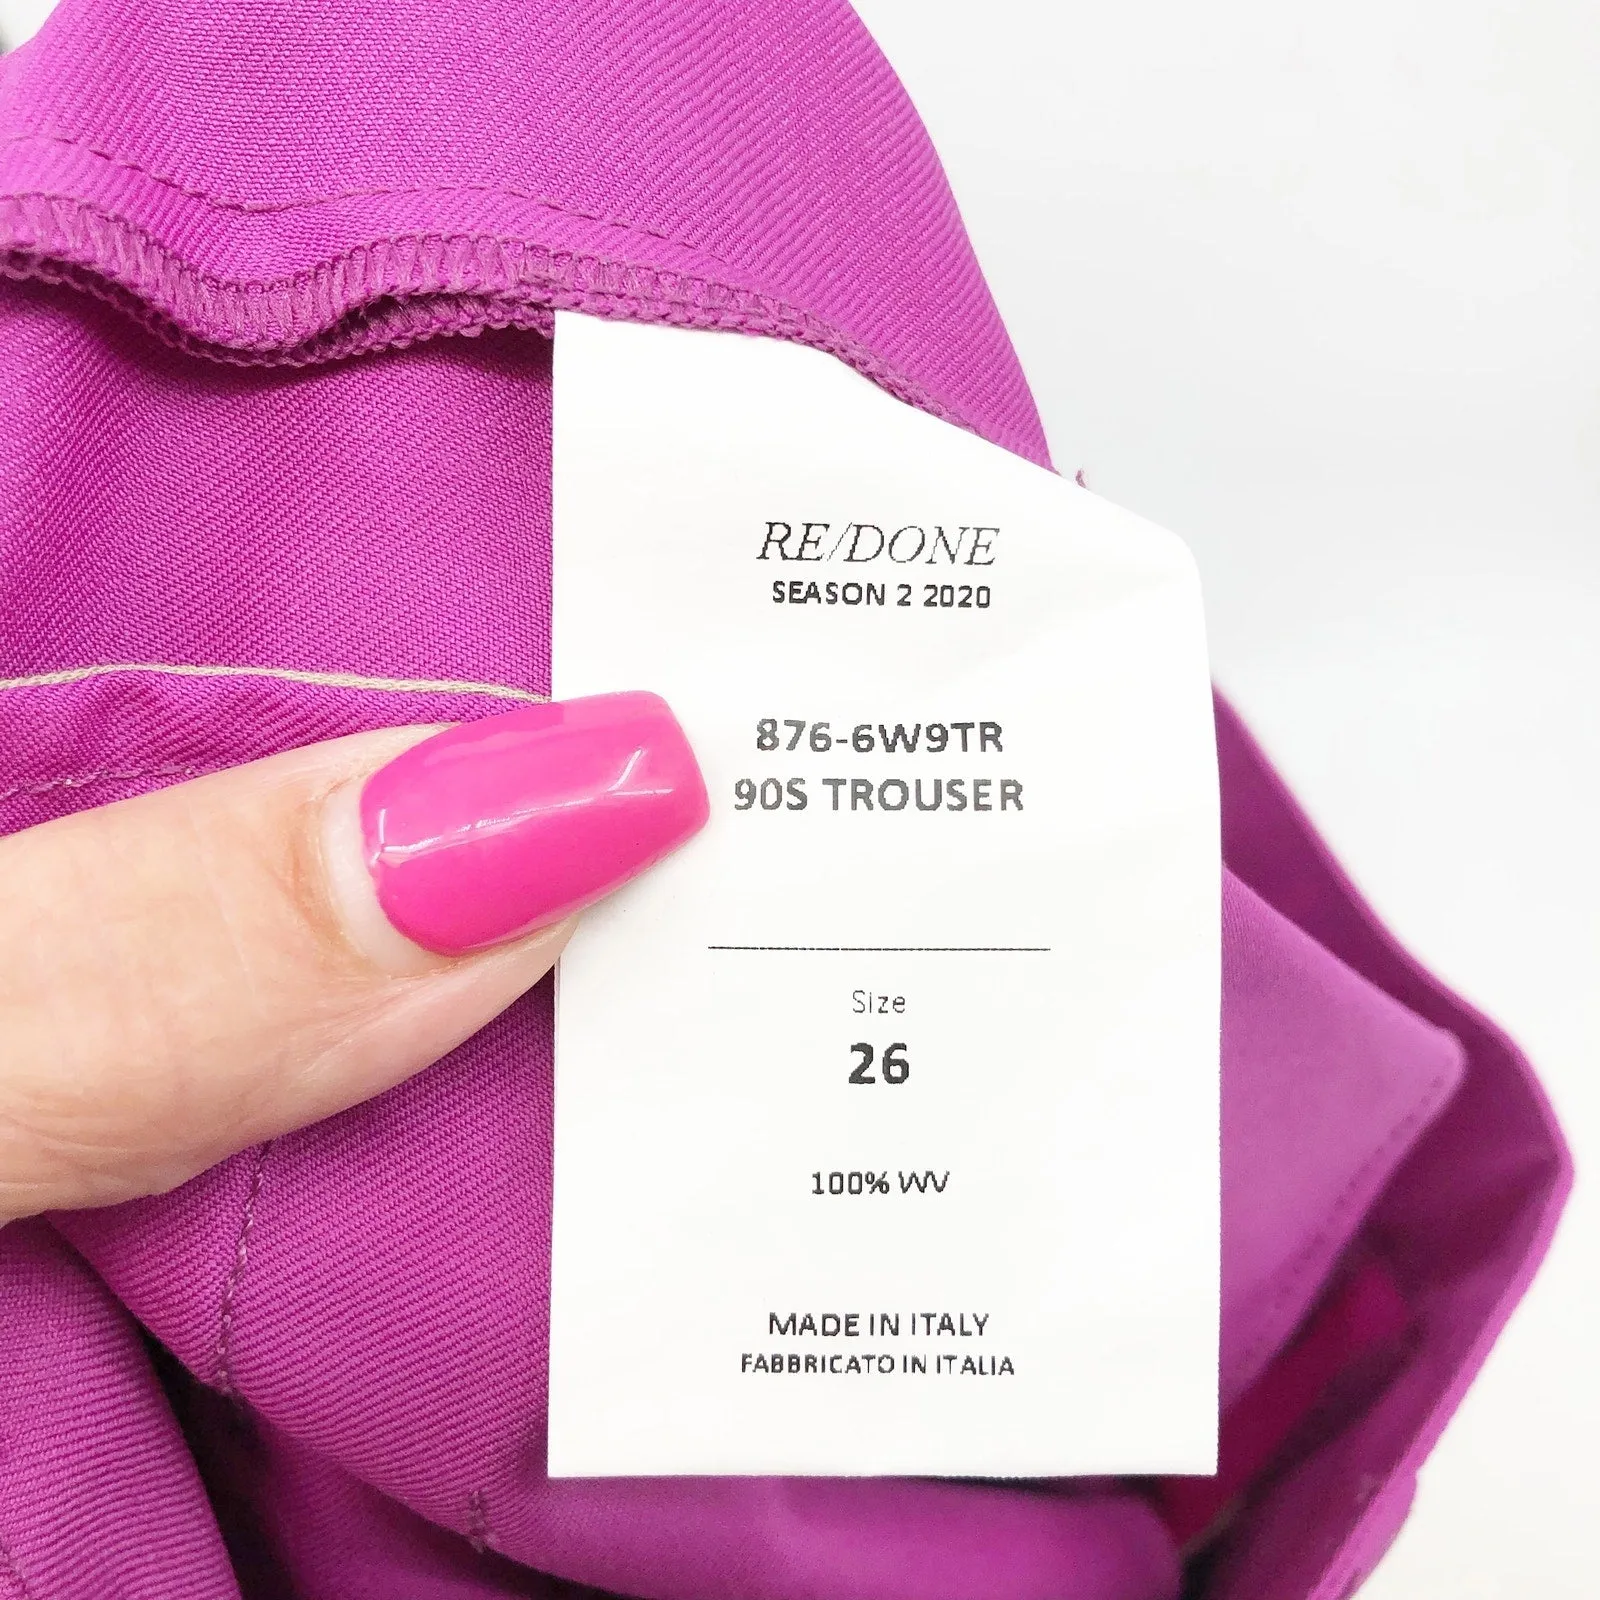 RE/DONE
SEASON 2 2020
876-6W9TR
90S TROUSER
Size
26
100% WV
MADE IN ITALY
FABBRICATO IN ITALIA